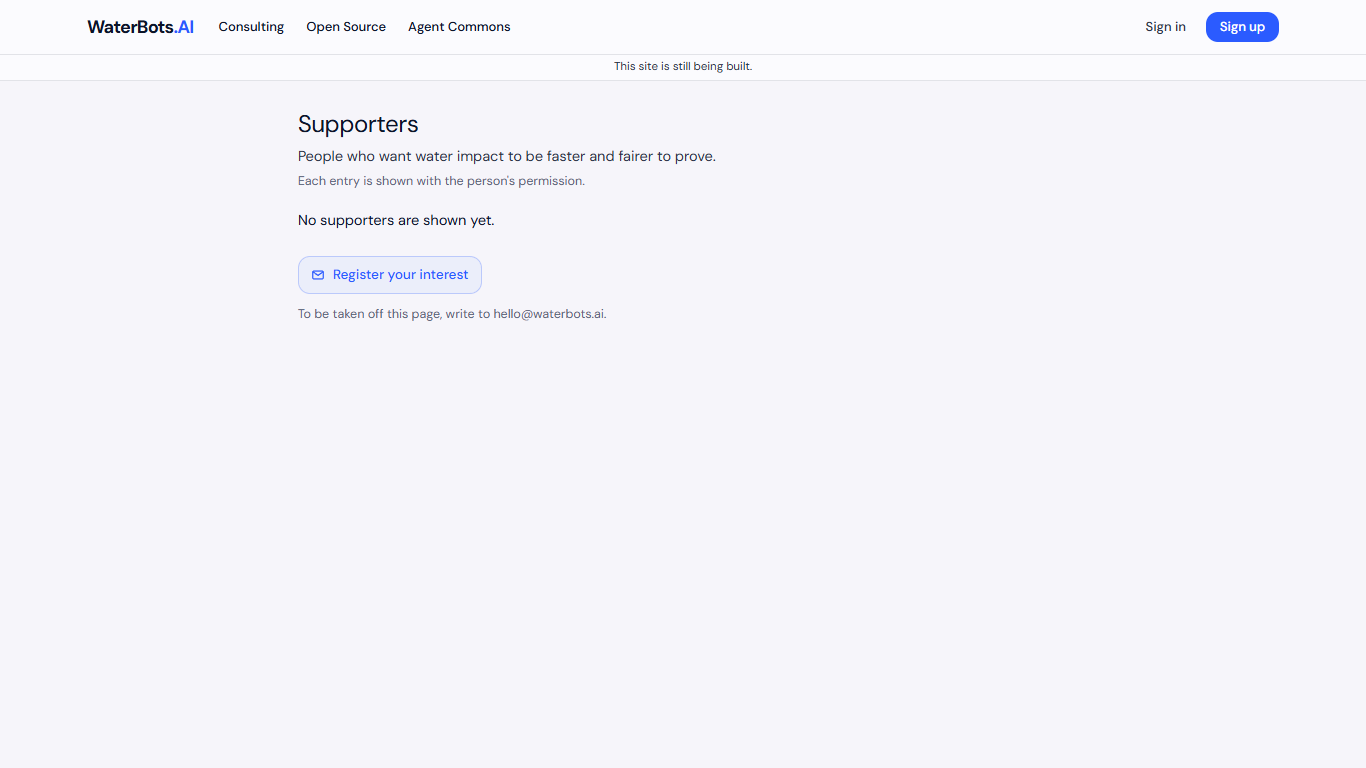 WaterBots.AI Consulting Open Source Agent Commons Sign in Sign up
This site is still being built.
Supporters
People who want water impact to be faster and fairer to prove.
Each entry is shown with the person's permission.
No supporters are shown yet.
Register your interest
To be taken off this page, write to hello@waterbots.ai.